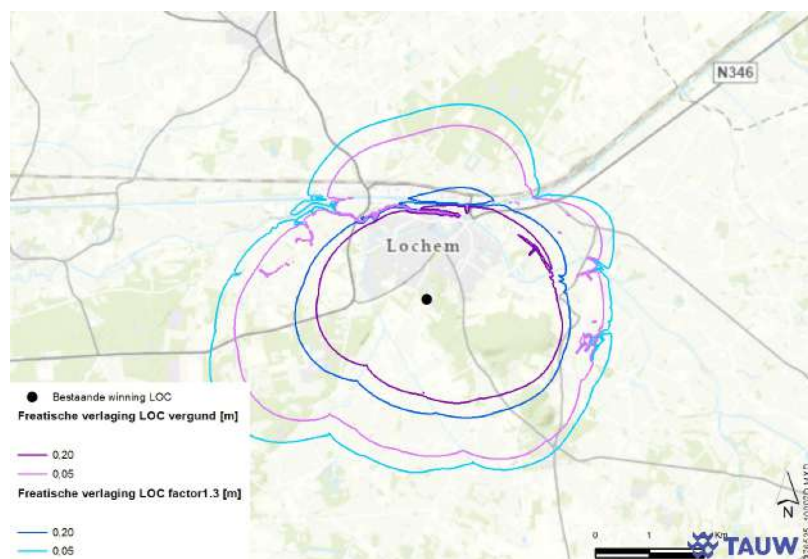 N346
Lochem
Bestaande winning LOC
Freatische verlaging LOC vergund [m]
0,20
0,05
Freatische verlaging LOC factor1.3 [m]
0,20
0,05
N
0 1 Km
TAUW